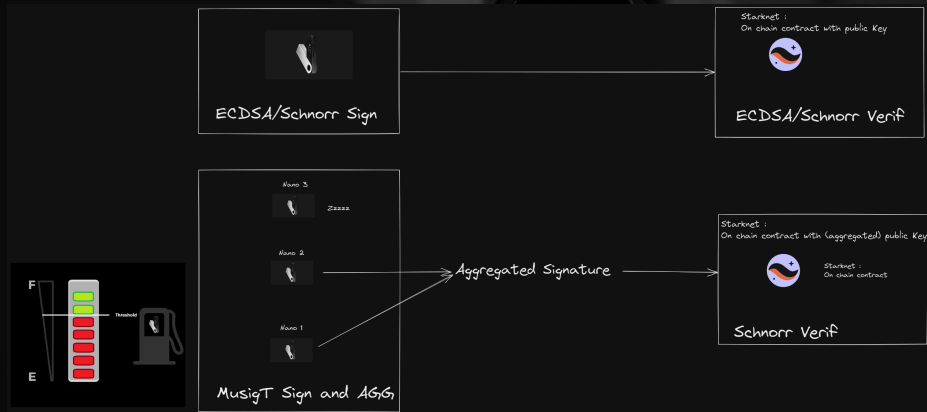 Starknet :
On chain contract with public Key
ECDSA/Schnorr Sign
ECDSA/Schnorr Verif
Nano 3
Zzzzz
Nano 2
Nano 1
Aggregated Signature
MusigT Sign and AGG
Starknet :
On chain contract with (aggregated) public Key
Starknet :
On chain contract
Schnorr Verif
F
Threshold
E